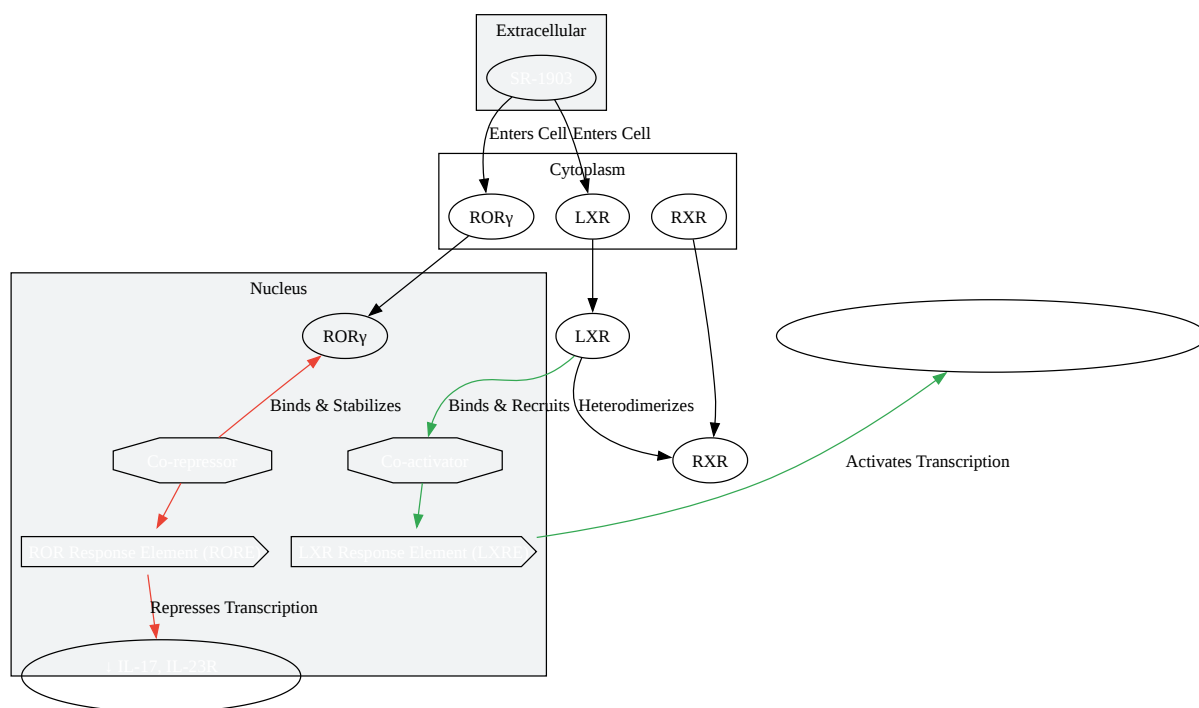 Extracellular
SR-1903
Enters Cell
Enters Cell
Cytoplasm
RORγ
LXR
RXR
Nucleus
RORγ
LXR
Binds & Stabilizes
Binds & Recruits
Heterodimerizes
Co-repressor
Co-activator
RXR
Activates Transcription
ROR Response Element (RORE)
LXR Response Element (LXRE)
Represses Transcription
↓ IL-17, IL-23R